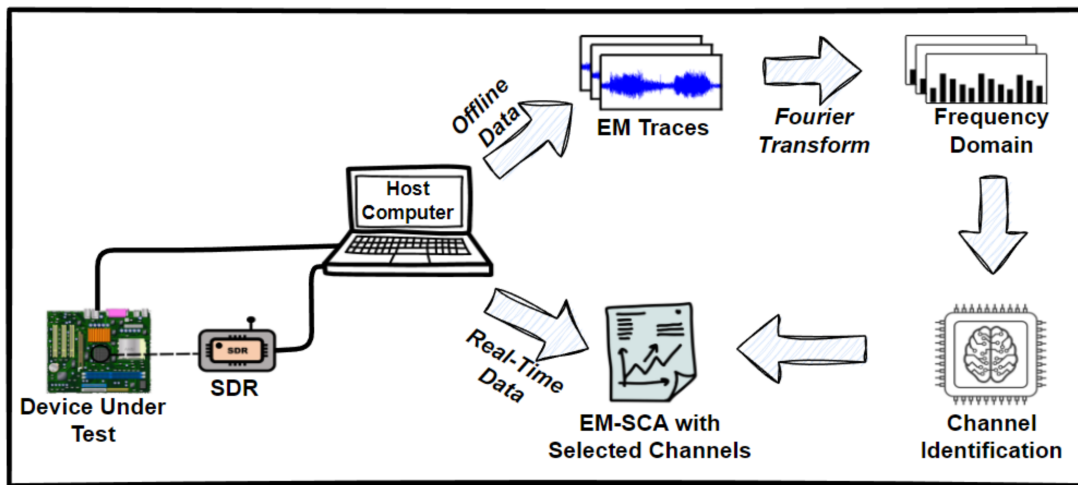 Offline
Data
EM Traces
Fourier
Transform
Frequency
Domain
Host
Computer
SDR
SDR
Device Under
Test
Real-Time
Data
EM-SCA with
Selected Channels
Channel
Identification